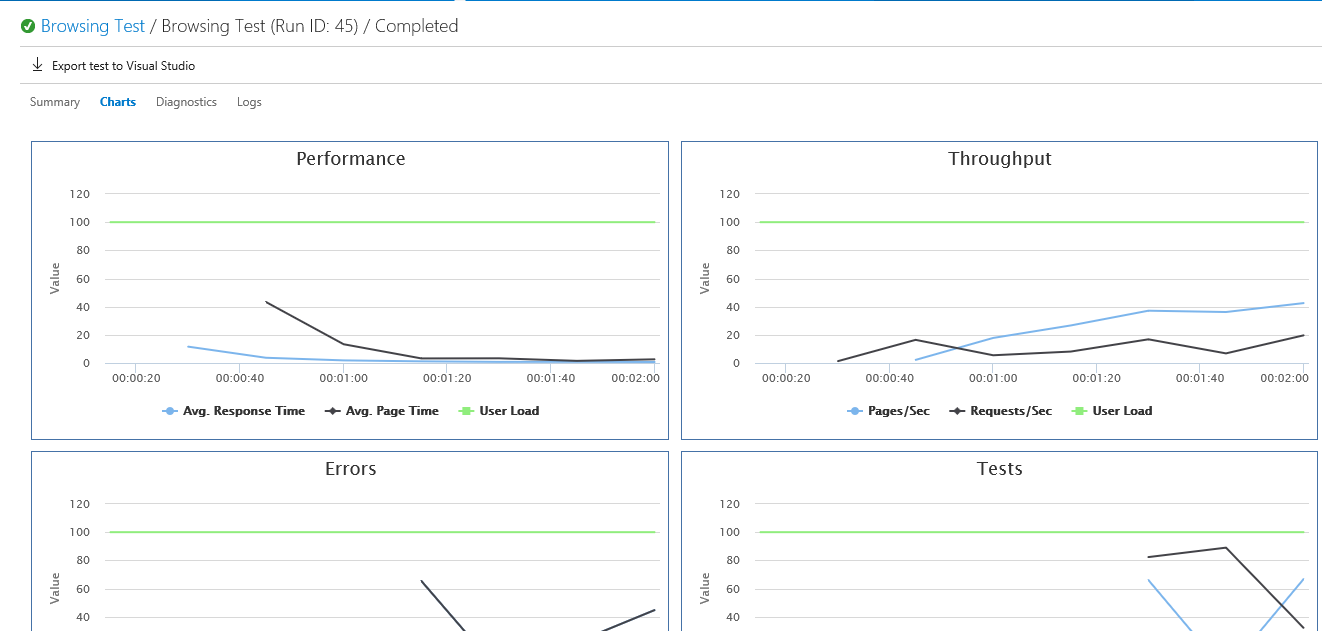 Browsing Test / Browsing Test (Run ID: 45) / Completed
Export test to Visual Studio
Summary Charts Diagnostics Logs
Performance
120
100
80
60
40
20
0
Value
00:00:20 00:00:40 00:01:00 00:01:20 00:01:40 00:02:00
Avg. Response Time Avg. Page Time User Load
Throughput
120
100
80
60
40
20
0
Value
00:00:20 00:00:40 00:01:00 00:01:20 00:01:40 00:02:00
Pages/Sec Requests/Sec User Load
Errors
120
100
80
60
40
Value
Tests
120
100
80
60
40
Value